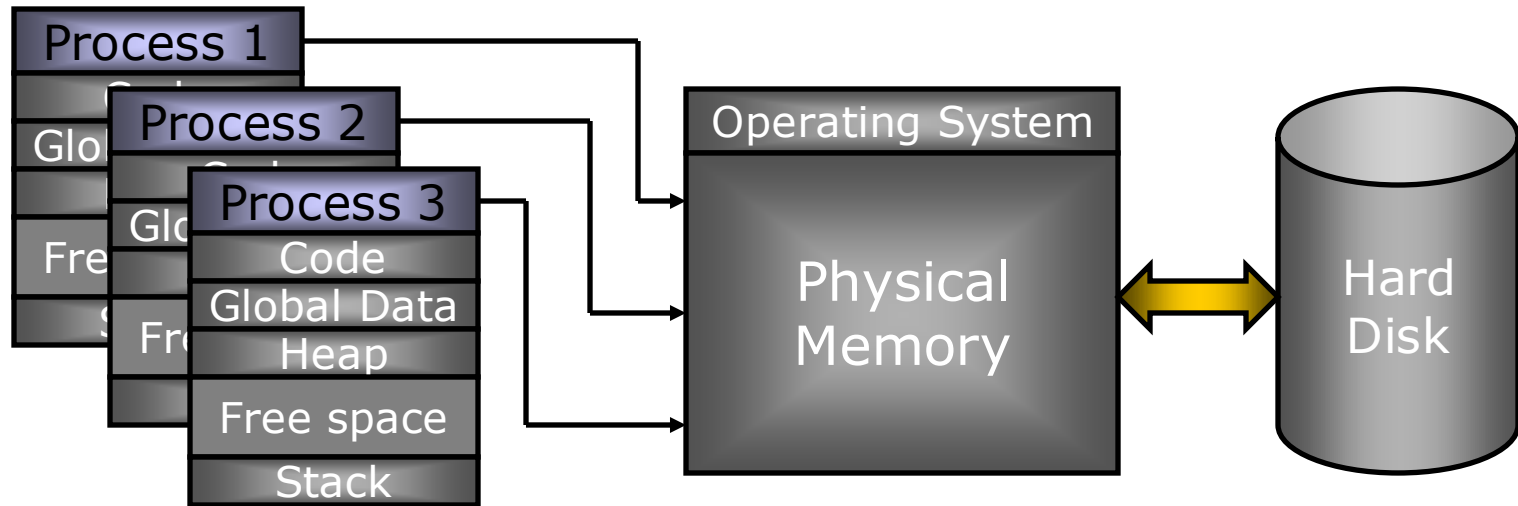 Process 1
Process 2
Process 3
Code
Global Data
Heap
Free space
Stack
Operating System
Physical
Memory
Hard
Disk